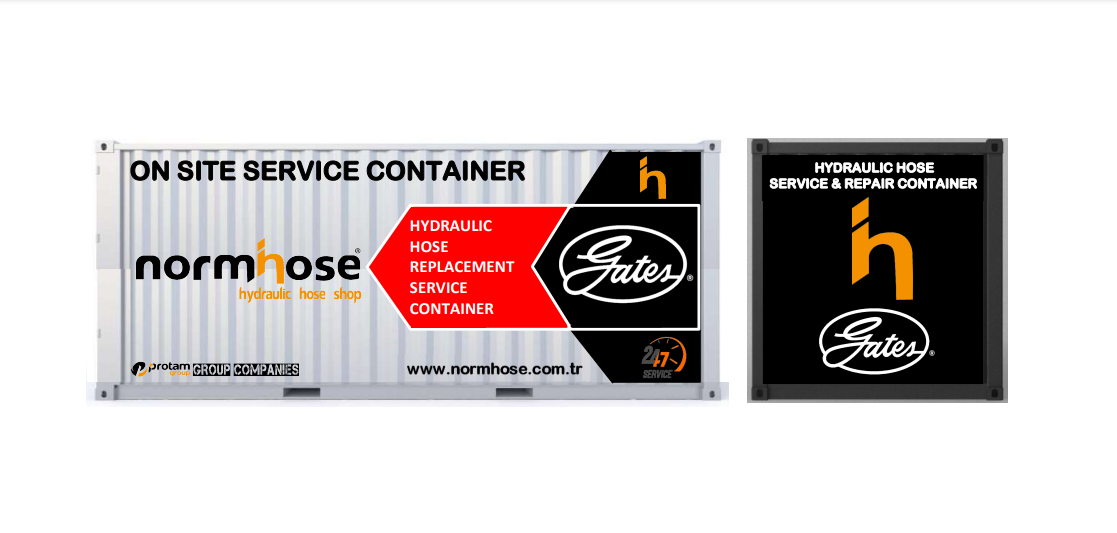 ON SITE SERVICE CONTAINER
h
HYDRAULIC
HOSE
REPLACEMENT
SERVICE
CONTAINER
Gates®
normhose®
hydraulic hose shop
24/7
SERVICE
protam
group
GROUP COMPANIES
www.normhose.com.tr
HYDRAULIC HOSE
SERVICE & REPAIR CONTAINER
h
Gates®